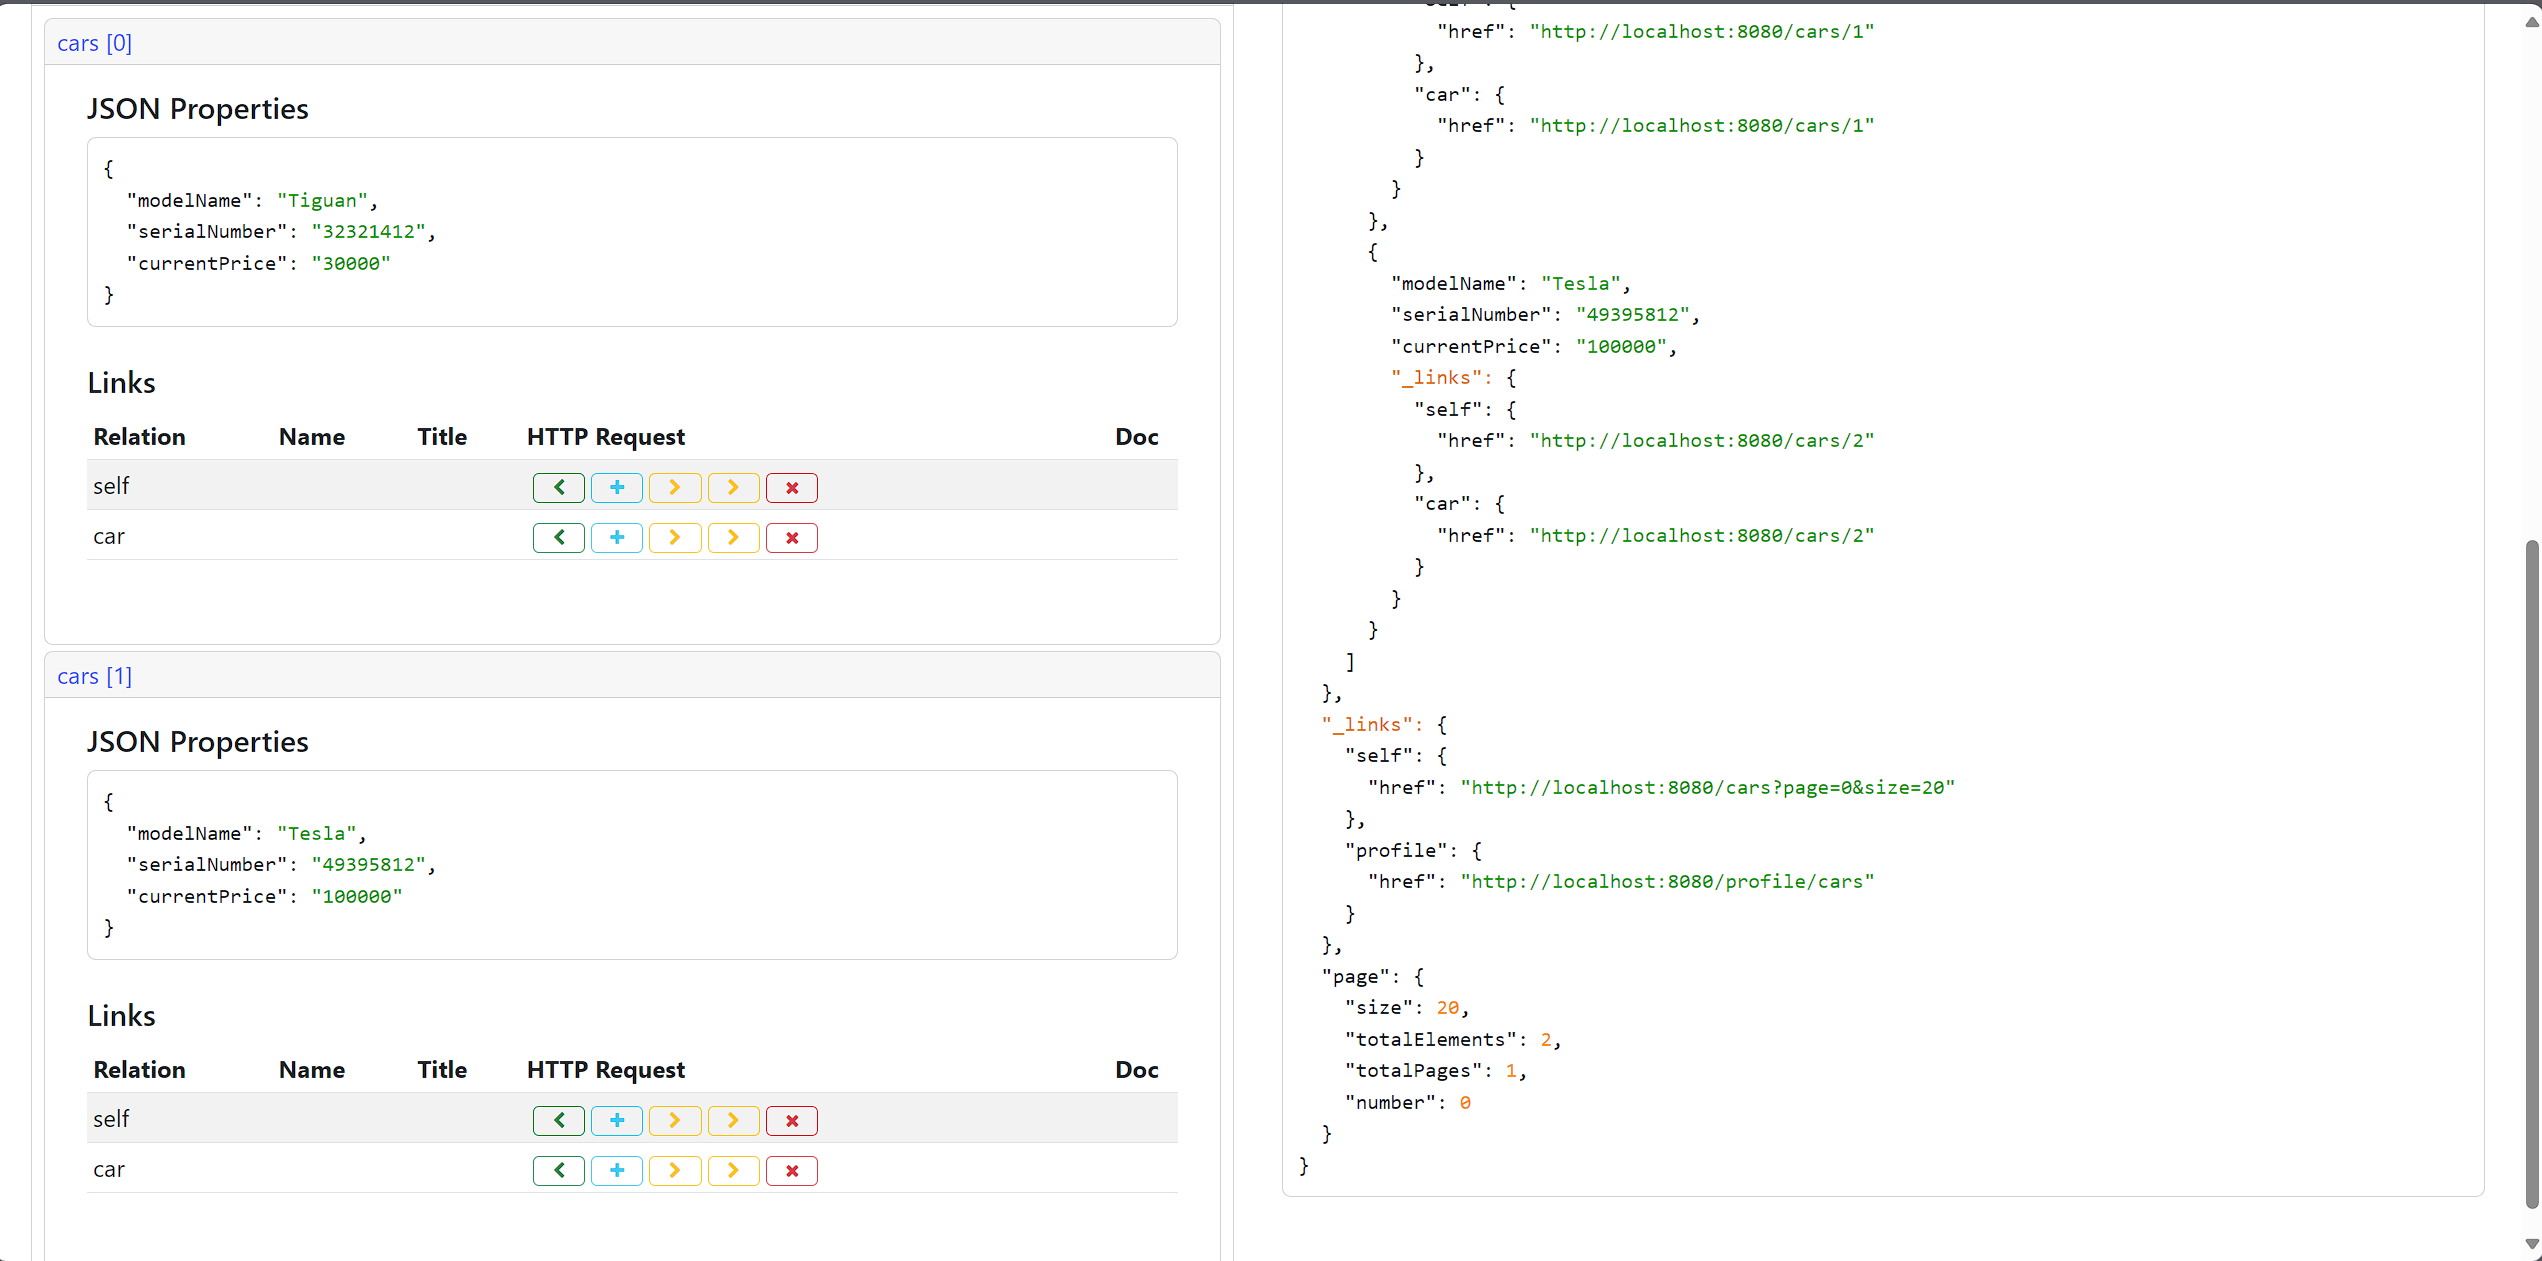 cars [0]
JSON Properties
{
"modelName": "Tiguan",
"serialNumber": "32321412",
"currentPrice": "30000"
}
Links
Relation Name Title HTTP Request Doc
self
car
cars [1]
JSON Properties
{
"modelName": "Tesla",
"serialNumber": "49395812",
"currentPrice": "100000"
}
Links
Relation Name Title HTTP Request Doc
self
car
"href": "http://localhost:8080/cars/1"
},
"car": {
"href": "http://localhost:8080/cars/1"
}
}
},
{
"modelName": "Tesla",
"serialNumber": "49395812",
"currentPrice": "100000",
"_links": {
"self": {
"href": "http://localhost:8080/cars/2"
},
"car": {
"href": "http://localhost:8080/cars/2"
}
}
}
]
},
"_links": {
"self": {
"href": "http://localhost:8080/cars?page=0&size=20"
},
"profile": {
"href": "http://localhost:8080/profile/cars"
}
},
"page": {
"size": 20,
"totalElements": 2,
"totalPages": 1,
"number": 0
}
}